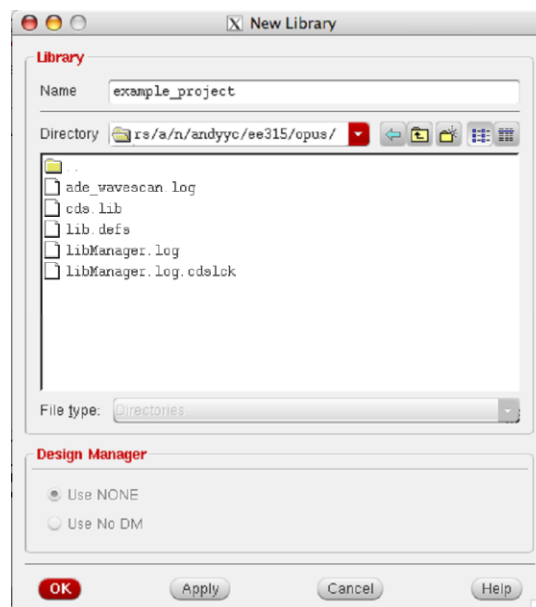 New Library
Library
Name example_project
Directory rs/a/n/andyyc/ee315/opus/
..
ade_wavescan.log
cds.lib
lib.defs
libManager.log
libManager.log.cdslck
File type: Directories
Design Manager
Use NONE
Use No DM
OK Apply Cancel Help